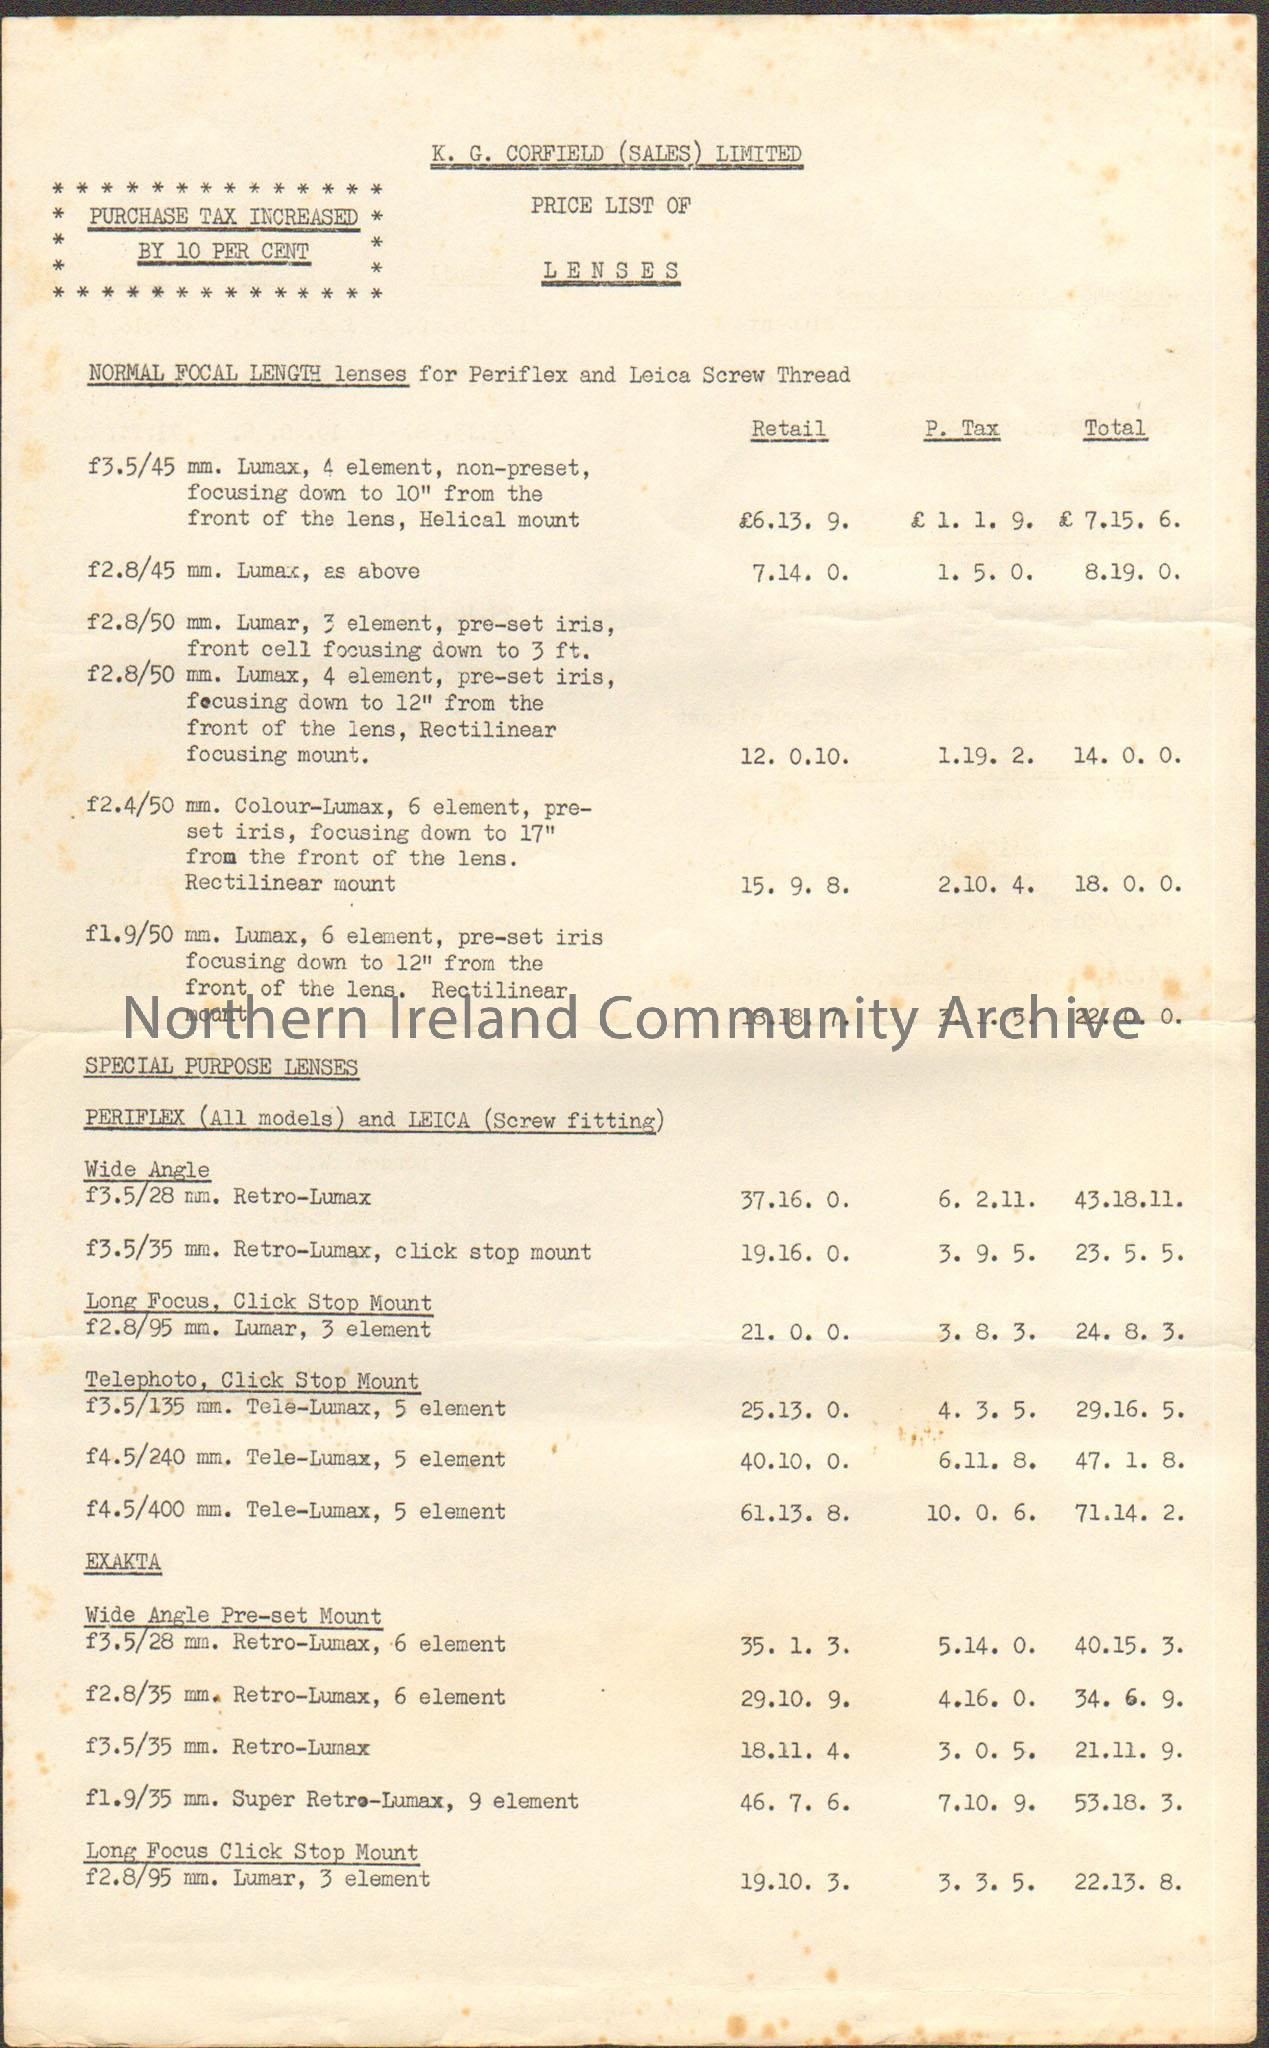 K. G. CORFIELD (SALES) LIMITED
* * * * * * * * * * * * * *
* PURCHASE TAX INCREASED *
PRICE LIST OF
* BY 10 PER CENT *
* *
L E N S E S
* * * * * * * * * * * * * *
NORMAL FOCAL LENGTH lenses for Periflex and Leica Screw Thread
Retail P. Tax Total
f3.5/45 mm. Lumax, 4 element, non-preset,
focusing down to 10" from the
front of the lens, Helical mount £6.13. 9. £ 1. 1. 9. £ 7.15. 6.
f2.8/45 mm. Lumax, as above 7.14. 0. 1. 5. 0. 8.19. 0.
f2.8/50 mm. Lumar, 3 element, pre-set iris,
front cell focusing down to 3 ft.
f2.8/50 mm. Lumax, 4 element, pre-set iris,
focusing down to 12" from the
front of the lens, Rectilinear
focusing mount. 12. 0.10. 1.19. 2. 14. 0. 0.
f2.4/50 mm. Colour-Lumax, 6 element, pre-
set iris, focusing down to 17"
from the front of the lens.
Rectilinear mount 15. 9. 8. 2.10. 4. 18. 0. 0.
f1.9/50 mm. Lumax, 6 element, pre-set iris
focusing down to 12" from the
front of the lens. Rectilinear
mount 18.18. 7. 3. 1. 5. 22. 0. 0.
Northern Ireland Community Archive
SPECIAL PURPOSE LENSES
PERIFLEX (All models) and LEICA (Screw fitting)
Wide Angle
f3.5/28 mm. Retro-Lumax 37.16. 0. 6. 2.11. 43.18.11.
f3.5/35 mm. Retro-Lumax, click stop mount 19.16. 0. 3. 9. 5. 23. 5. 5.
Long Focus, Click Stop Mount
f2.8/95 mm. Lumar, 3 element 21. 0. 0. 3. 8. 3. 24. 8. 3.
Telephoto, Click Stop Mount
f3.5/135 mm. Tele-Lumax, 5 element 25.13. 0. 4. 3. 5. 29.16. 5.
f4.5/240 mm. Tele-Lumax, 5 element 40.10. 0. 6.11. 8. 47. 1. 8.
f4.5/400 mm. Tele-Lumax, 5 element 61.13. 8. 10. 0. 6. 71.14. 2.
EXAKTA
Wide Angle Pre-set Mount
f3.5/28 mm. Retro-Lumax, 6 element 35. 1. 3. 5.14. 0. 40.15. 3.
f2.8/35 mm. Retro-Lumax, 6 element 29.10. 9. 4.16. 0. 34. 6. 9.
f3.5/35 mm. Retro-Lumax 18.11. 4. 3. 0. 5. 21.11. 9.
f1.9/35 mm. Super Retro-Lumax, 9 element 46. 7. 6. 7.10. 9. 53.18. 3.
Long Focus Click Stop Mount
f2.8/95 mm. Lumar, 3 element 19.10. 3. 3. 3. 5. 22.13. 8.